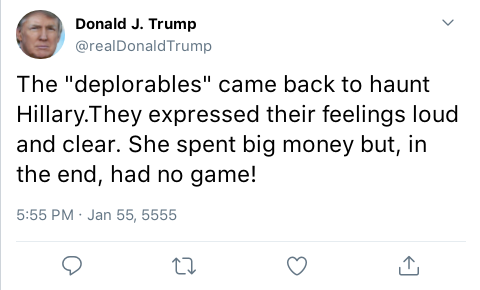 Donald J. Trump
@realDonaldTrump
The "deplorables" came back to haunt
Hillary.They expressed their feelings loud
and clear. She spent big money but, in
the end, had no game!
5:55 PM · Jan 55, 5555